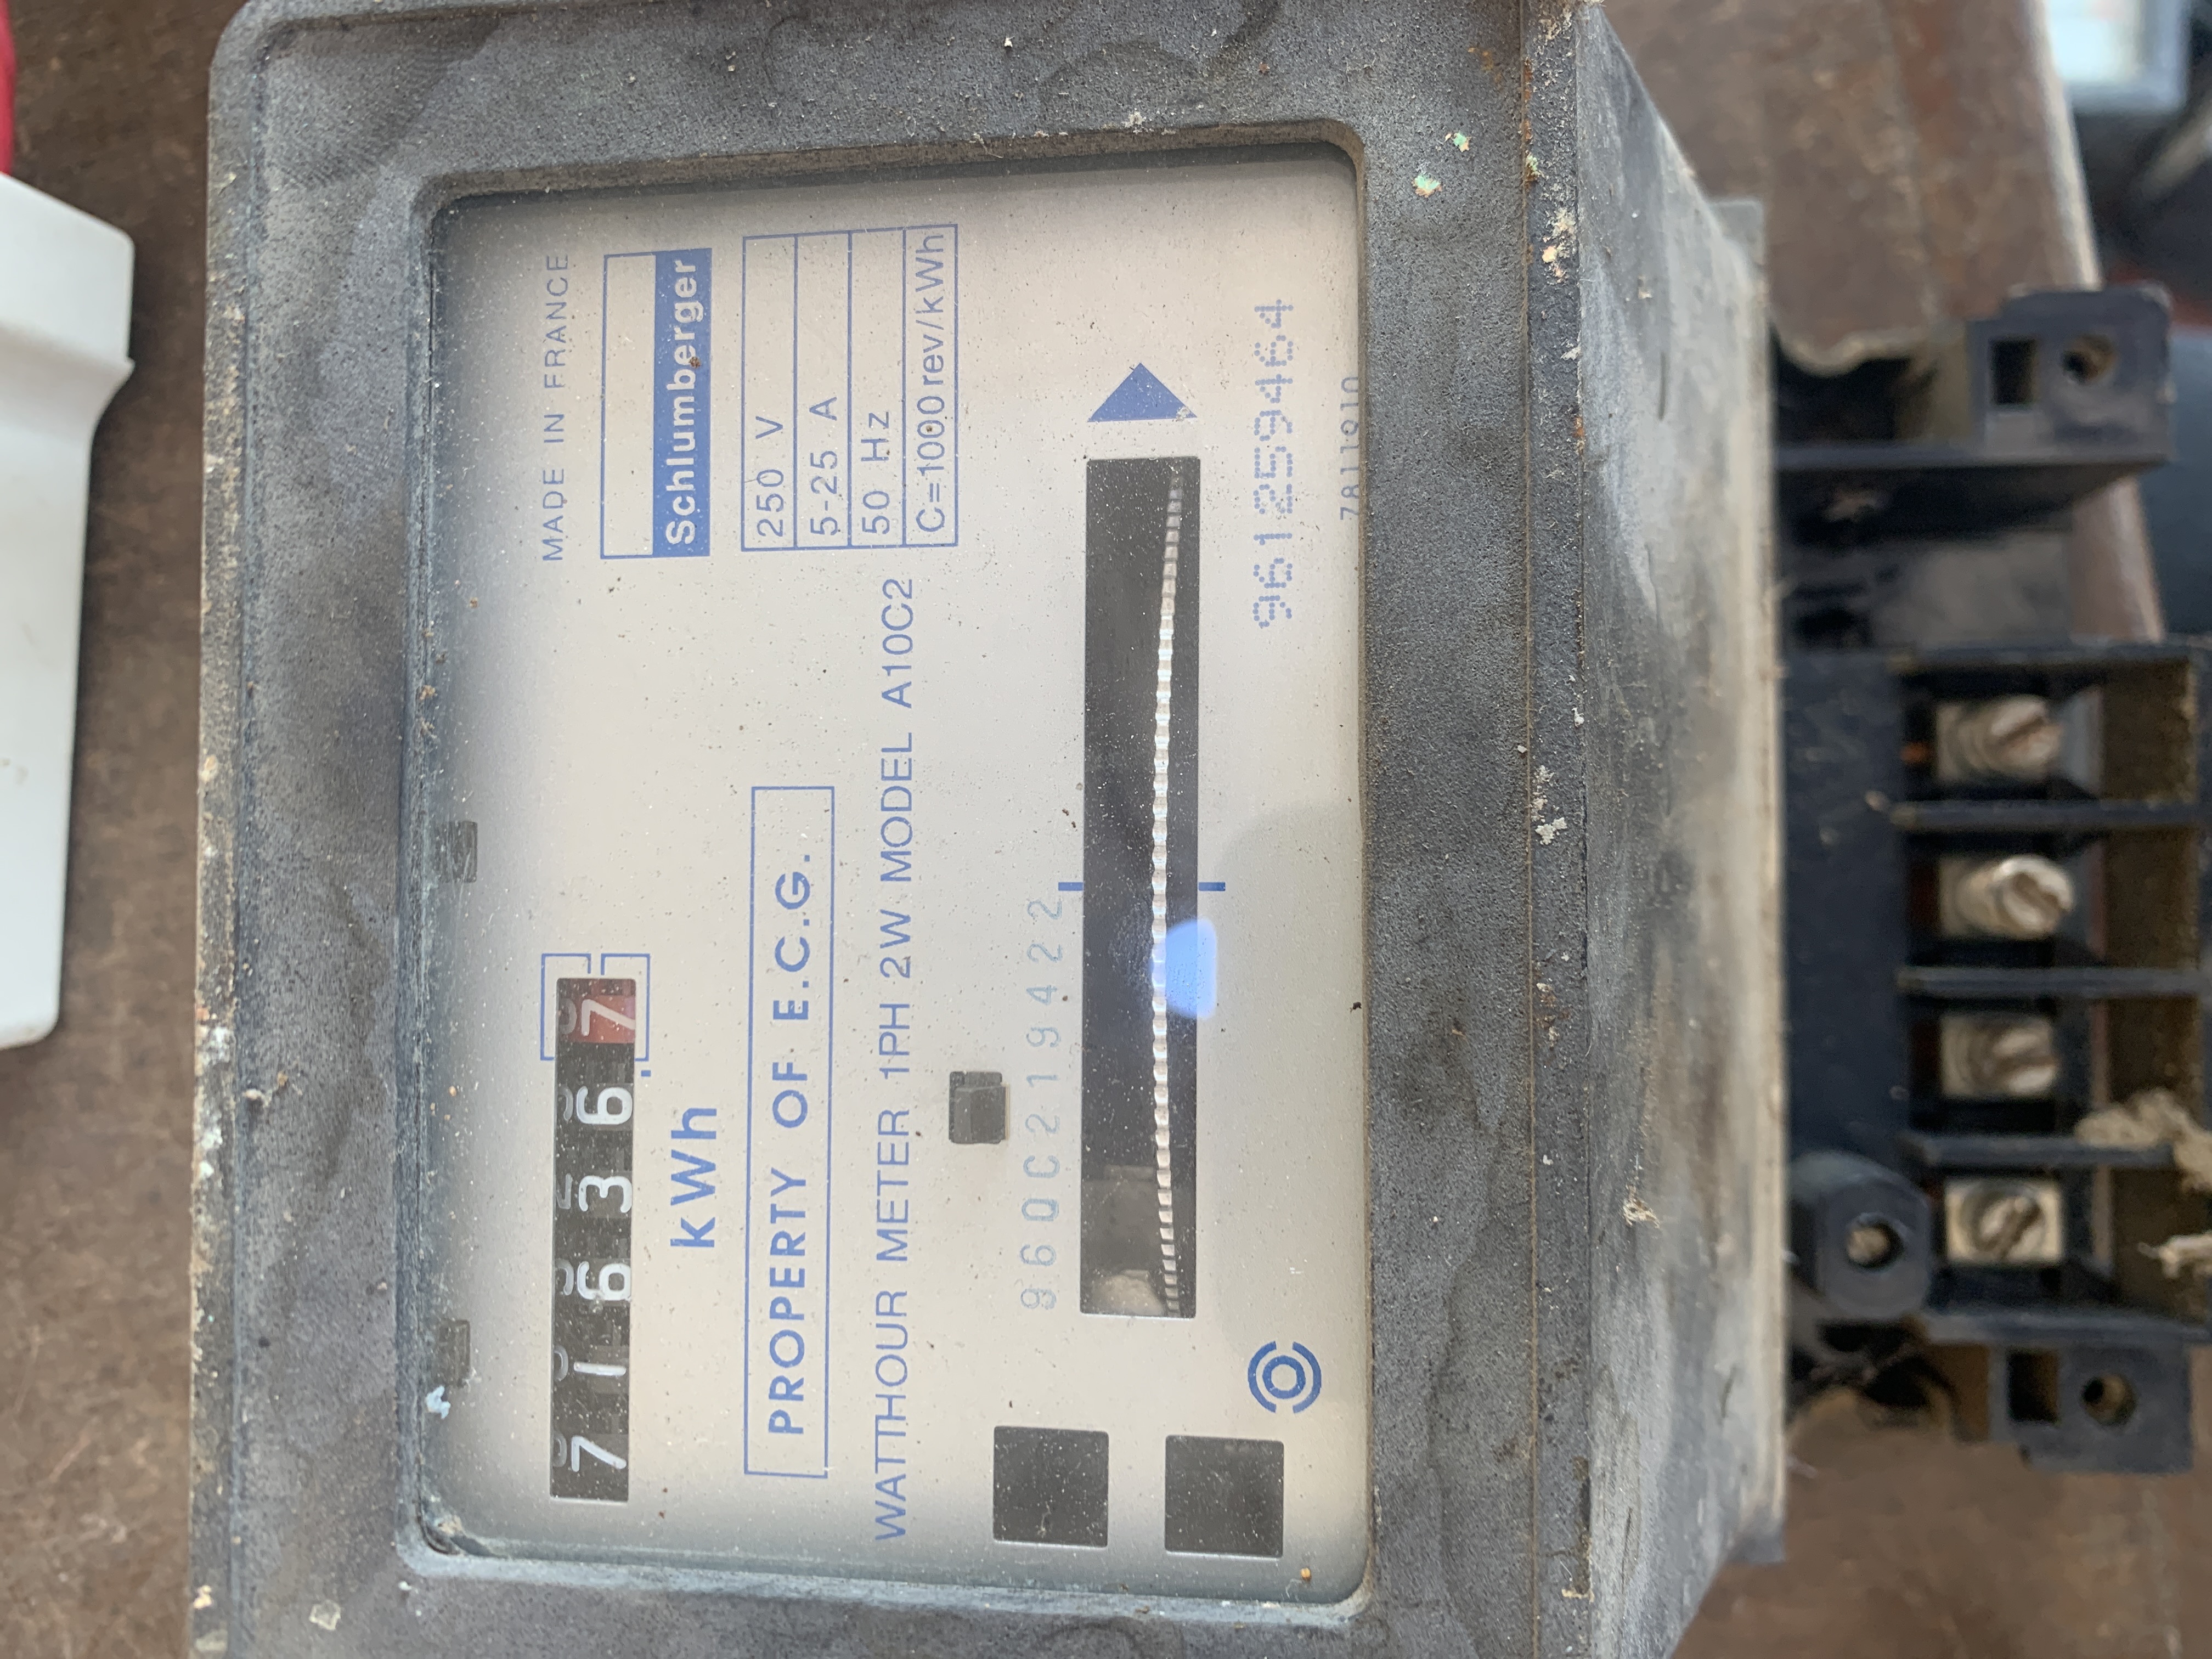 71636.7
kWh
PROPERTY OF E.C.G.
WATTHOUR METER 1PH 2W MODEL A10C2
MADE IN FRANCE
Schlumberger
250 V
5-25 A
50 Hz
C=1000 rev/kWh
960C219422
961259464